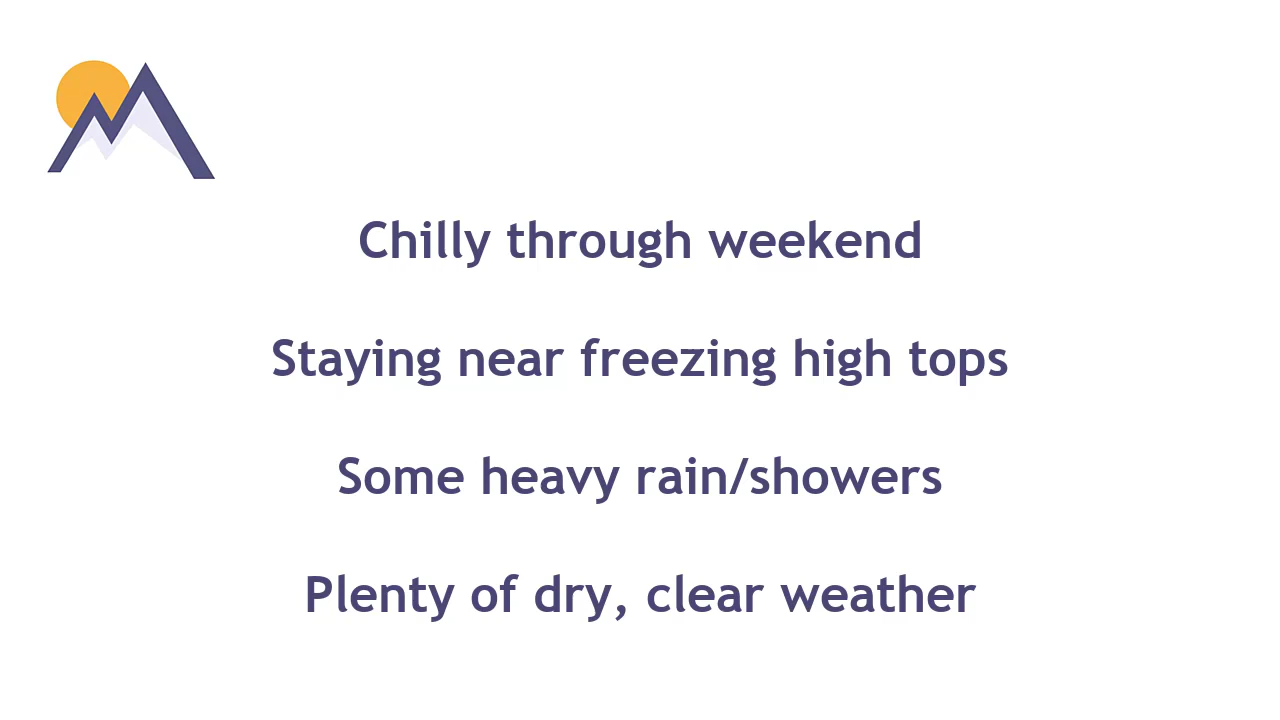 Chilly through weekend
Staying near freezing high tops
Some heavy rain/showers
Plenty of dry, clear weather